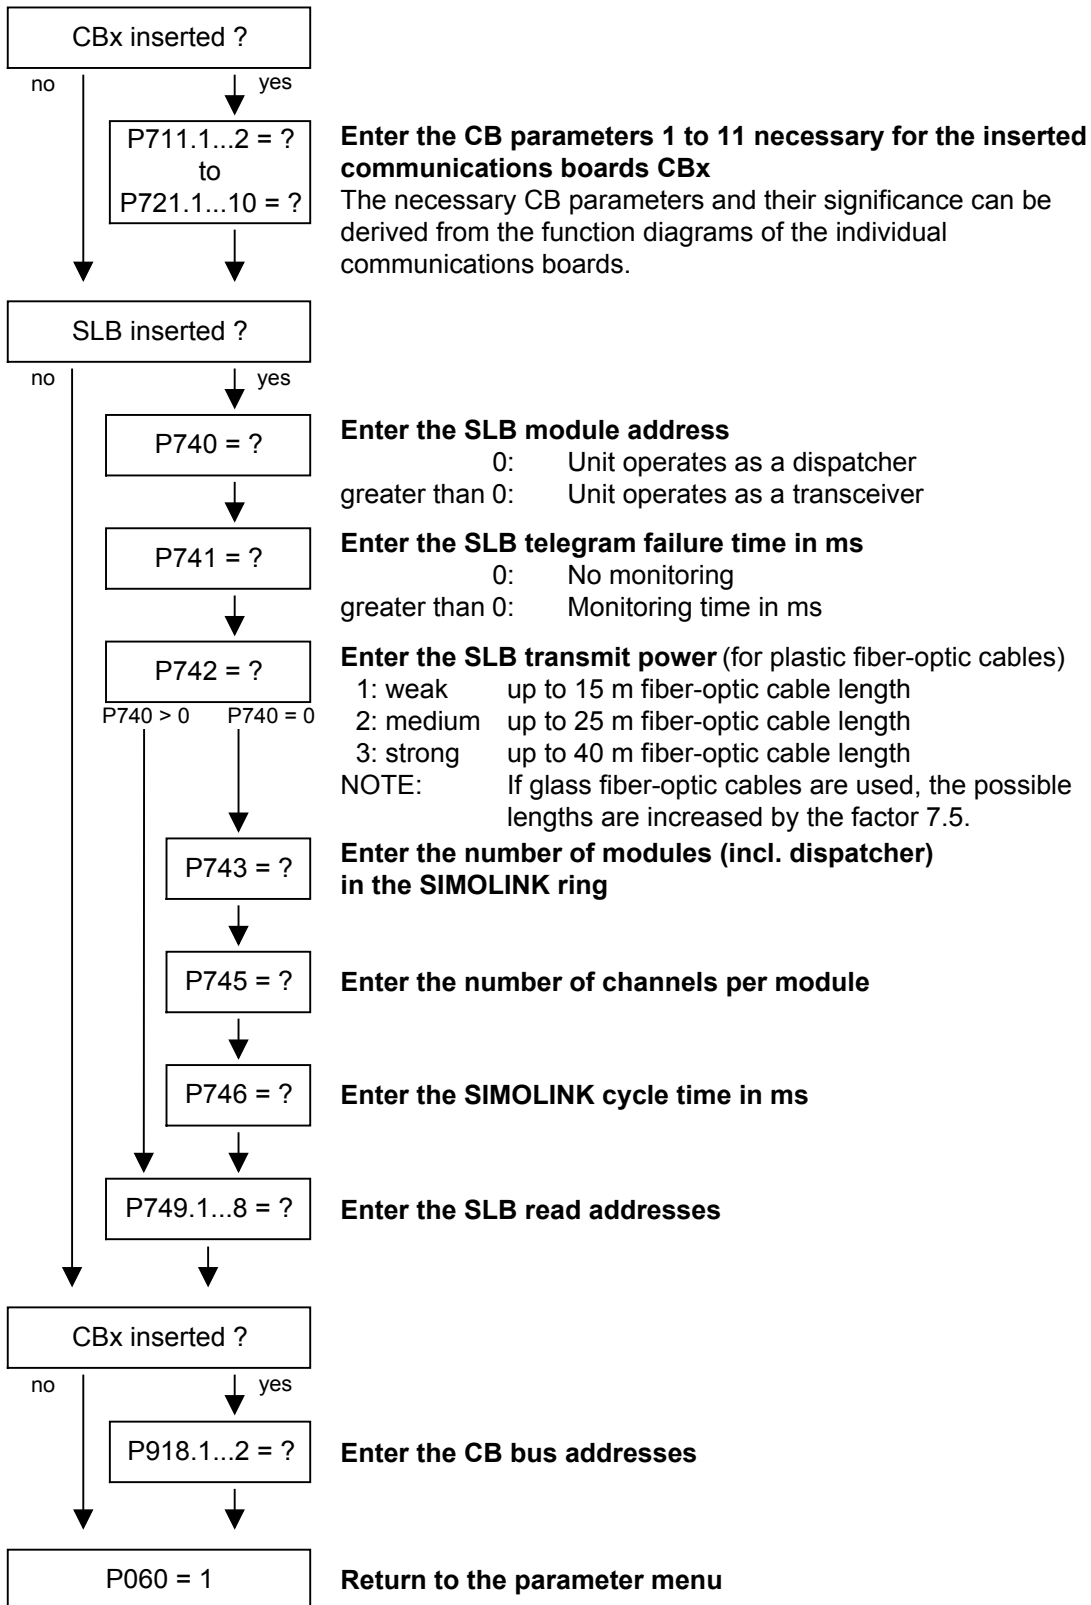 CBx inserted ?
no
yes
P711.1...2 = ?
to
P721.1...10 = ?
Enter the CB parameters 1 to 11 necessary for the inserted
communications boards CBx
The necessary CB parameters and their significance can be
derived from the function diagrams of the individual
communications boards.
SLB inserted ?
no
yes
P740 = ?
Enter the SLB module address
0: Unit operates as a dispatcher
greater than 0: Unit operates as a transceiver
P741 = ?
Enter the SLB telegram failure time in ms
0: No monitoring
greater than 0: Monitoring time in ms
P742 = ?
P740 > 0 P740 = 0
Enter the SLB transmit power (for plastic fiber-optic cables)
1: weak up to 15 m fiber-optic cable length
2: medium up to 25 m fiber-optic cable length
3: strong up to 40 m fiber-optic cable length
NOTE: If glass fiber-optic cables are used, the possible
lengths are increased by the factor 7.5.
P743 = ?
Enter the number of modules (incl. dispatcher)
in the SIMOLINK ring
P745 = ?
Enter the number of channels per module
P746 = ?
Enter the SIMOLINK cycle time in ms
P749.1...8 = ?
Enter the SLB read addresses
CBx inserted ?
no
yes
P918.1...2 = ?
Enter the CB bus addresses
P060 = 1
Return to the parameter menu